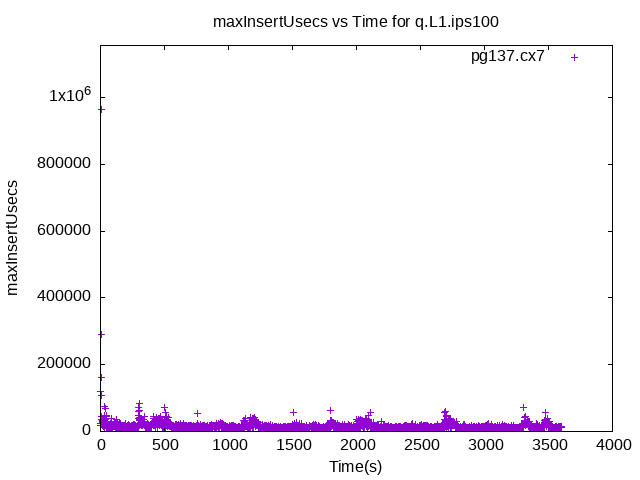 maxInsertUsecs vs Time for q.L1.ips100
pg137.cx7
1x10^6
800000
600000
400000
200000
0
maxInsertUsecs
0 500 1000 1500 2000 2500 3000 3500 4000
Time(s)